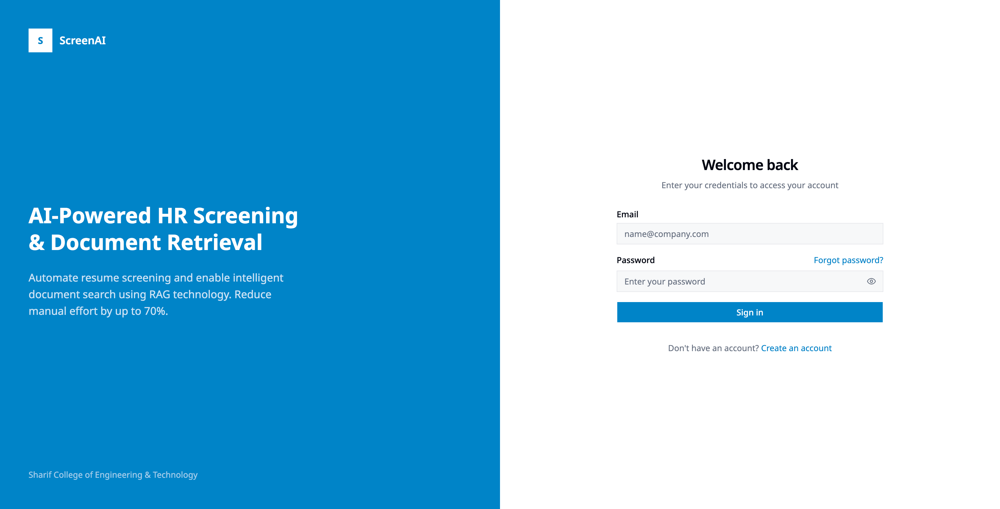 S
ScreenAI
AI-Powered HR Screening
& Document Retrieval
Automate resume screening and enable intelligent
document search using RAG technology. Reduce
manual effort by up to 70%.
Sharif College of Engineering & Technology
Welcome back
Enter your credentials to access your account
Email
name@company.com
Password
Forgot password?
Enter your password
Sign in
Don't have an account? Create an account